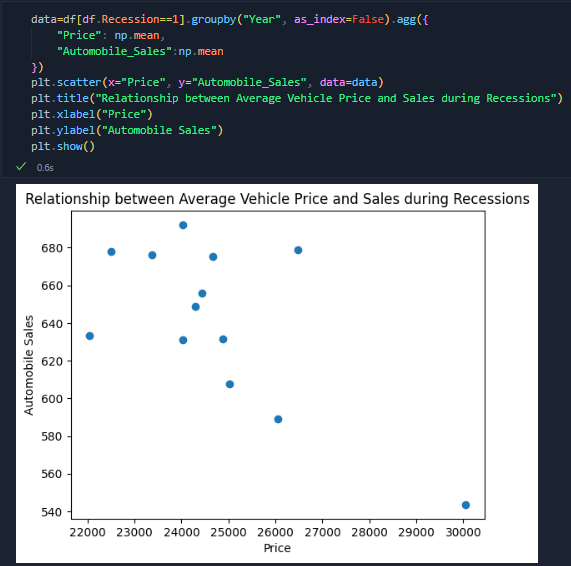 data=df[df.Recession==1].groupby("Year", as_index=False).agg({
    "Price": np.mean,
    "Automobile_Sales":np.mean
})
plt.scatter(x="Price", y="Automobile_Sales", data=data)
plt.title("Relationship between Average Vehicle Price and Sales during Recessions")
plt.xlabel("Price")
plt.ylabel("Automobile Sales")
plt.show()
0.6s
Relationship between Average Vehicle Price and Sales during Recessions
Automobile Sales
680
660
640
620
600
580
560
540
22000 23000 24000 25000 26000 27000 28000 29000 30000
Price